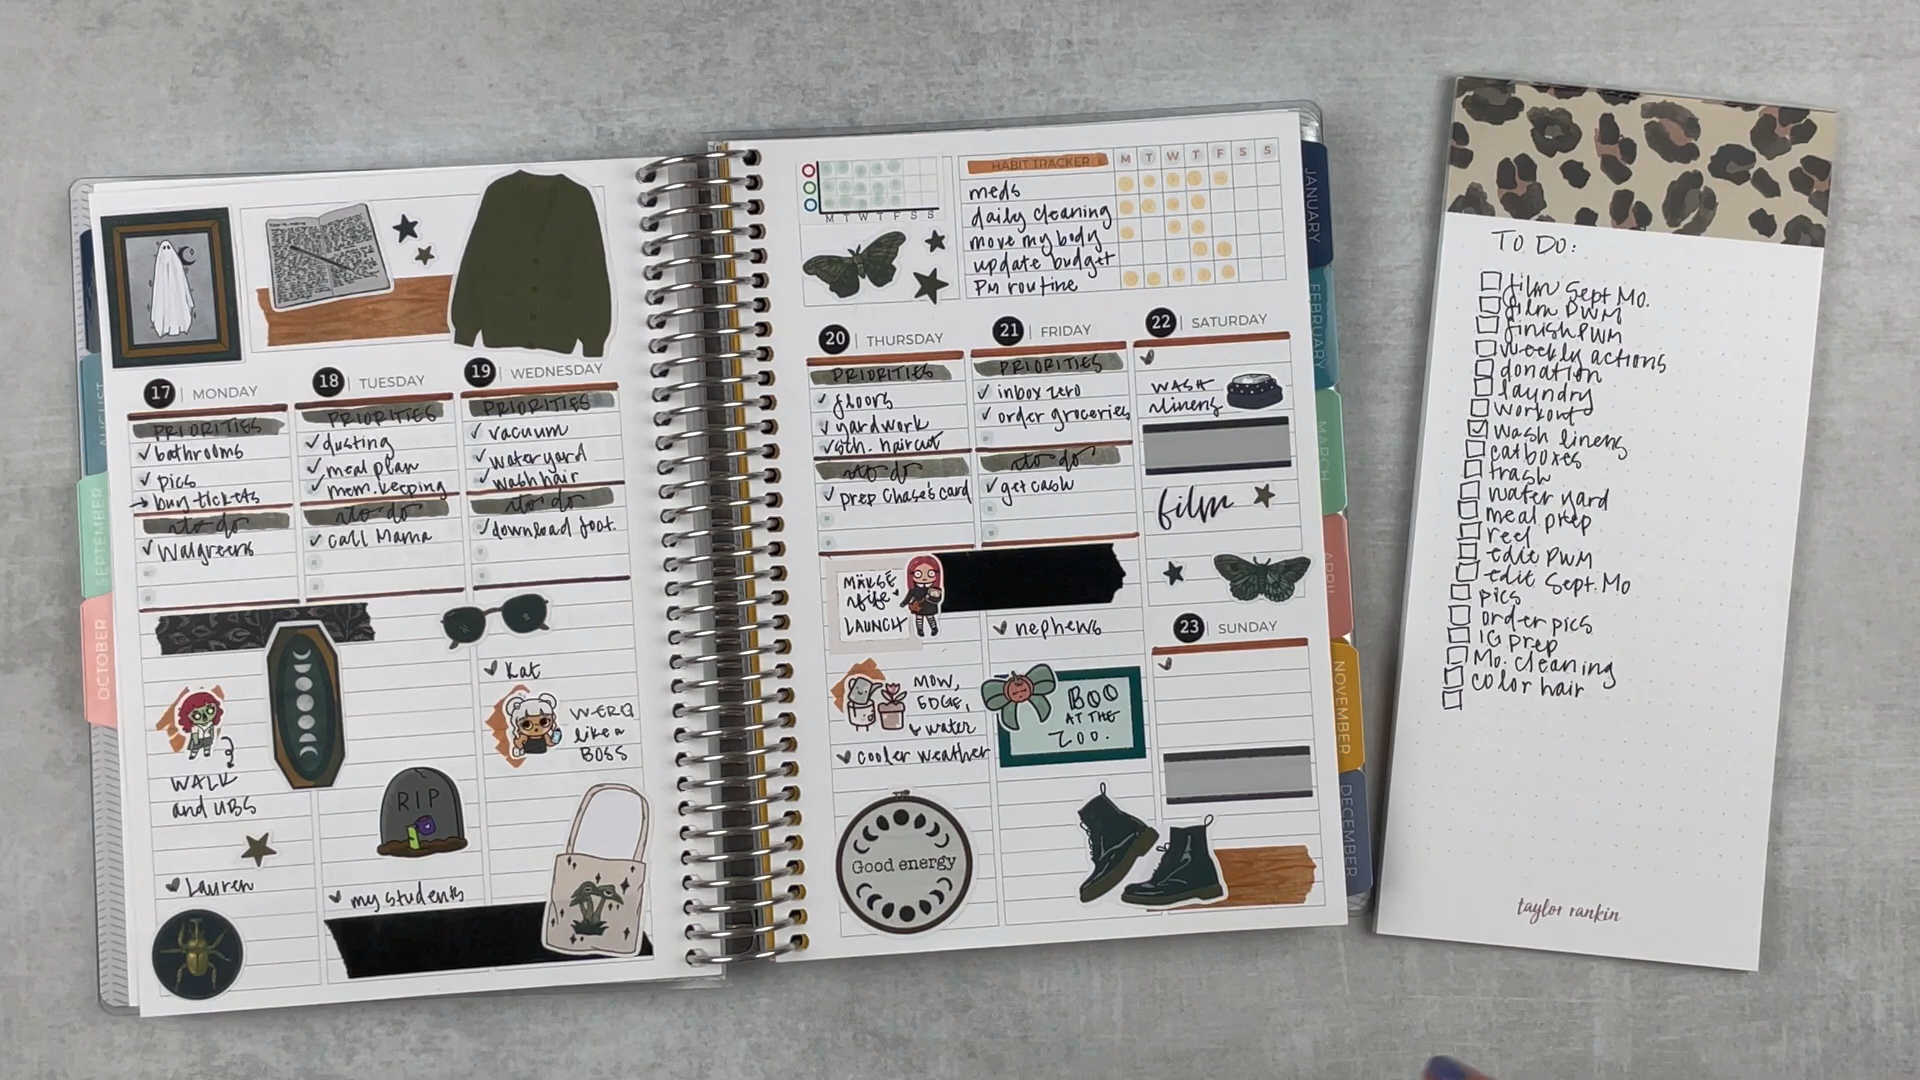 HABIT TRACKER
M T W T F S S
meds
daily cleaning
move my body
update budget
PM routine
M T W T F S S
17 | MONDAY
PRIORITIES
bathrooms
pics
buy tickets
to do
Walgreens
WALK
and UBS
Lauren
18 | TUESDAY
PRIORITIES
dusting
meal plan
mem. keeping
to do
call Mama
RIP
my students
19 | WEDNESDAY
PRIORITIES
vacuum
water yard
wash hair
to do
download foot.
Kat
WERQ
like a
BOSS
20 | THURSDAY
PRIORITIES
floors
yardwork
sch. haircut
to do
prep Chase's card
MAKSE
life
LAUNCH
MOW,
EDGE,
& water
cooler weather
Good energy
21 | FRIDAY
PRIORITIES
inbox zero
order groceries
to do
get cash
nephews
BOO
AT THE
ZOO.
22 | SATURDAY
WASH
linens
film
23 | SUNDAY
JANUARY
FEBRUARY
MARCH
APRIL
NOVEMBER
DECEMBER
AUGUST
SEPTEMBER
OCTOBER
TO DO:
film Sept Mo.
film PWM
finish PWM
weekly actions
donation
laundry
workout
wash linens
catboxes
trash
water yard
meal prep
reel
edit PWM
edit Sept. Mo
pics
order pics
IG prep
Mo. cleaning
color hair
taylor rankin